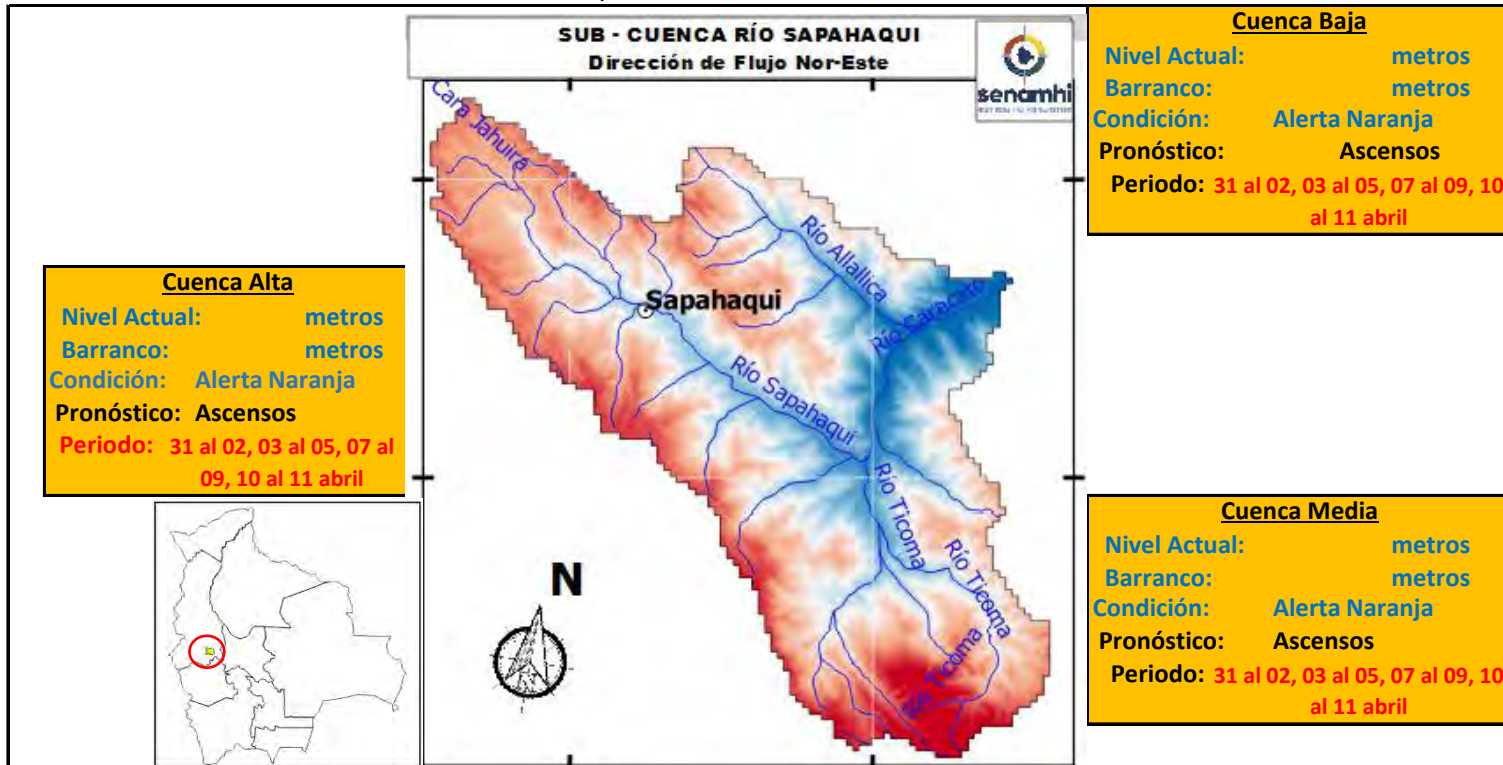 SUB - CUENCA RÍO SAPAHAQUI
Dirección de Flujo Nor-Este
senamhi
Cuenca Baja
Nivel Actual: metros
Barranco: metros
Condición: Alerta Naranja
Pronóstico: Ascensos
Periodo: 31 al 02, 03 al 05, 07 al 09, 10
al 11 abril
Cuenca Alta
Nivel Actual: metros
Barranco: metros
Condición: Alerta Naranja
Pronóstico: Ascensos
Periodo: 31 al 02, 03 al 05, 07 al
09, 10 al 11 abril
Cara Jahuira
Río Allallica
Sapahaqui
Río Caracato
Río Sapahaqui
Río Ticoma
Río Ticoma
Río Ticoma
N
Cuenca Media
Nivel Actual: metros
Barranco: metros
Condición: Alerta Naranja
Pronóstico: Ascensos
Periodo: 31 al 02, 03 al 05, 07 al 09, 10
al 11 abril